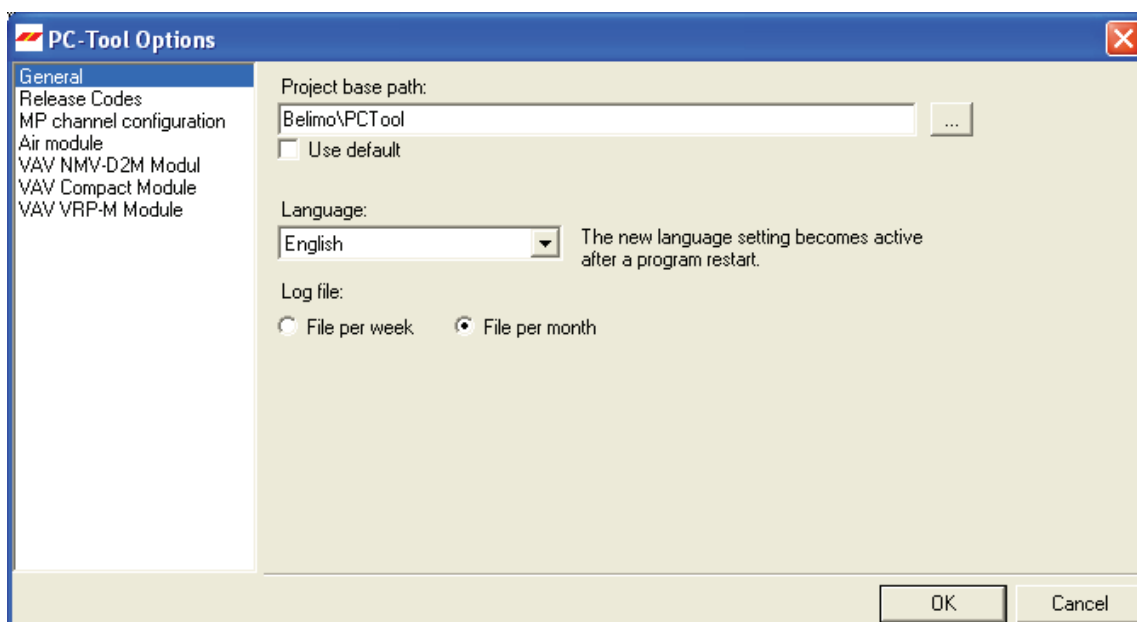 PC-Tool Options
General
Release Codes
MP channel configuration
Air module
VAV NMV-D2M Modul
VAV Compact Module
VAV VRP-M Module
Project base path:
Belimo\PCTool
...
Use default
Language:
English
The new language setting becomes active
after a program restart.
Log file:
File per week
File per month
OK
Cancel